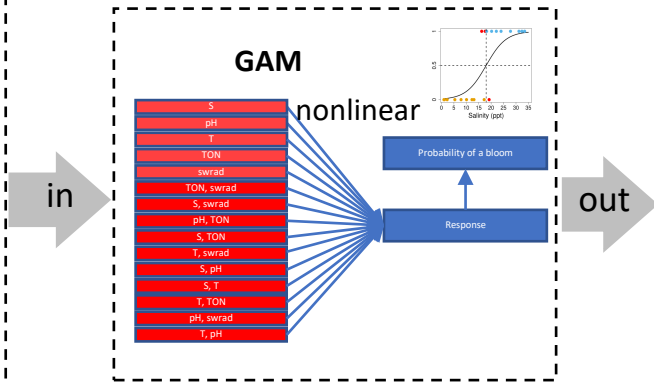 GAM
nonlinear
in
S
pH
T
TON
swrad
TON, swrad
S, swrad
pH, TON
S, TON
T, swrad
S, pH
S, T
T, TON
pH, swrad
T, pH
Probability of a bloom
Response
out
1
0.5
0
0 5 10 15 20 25 30 35
Salinity (ppt)